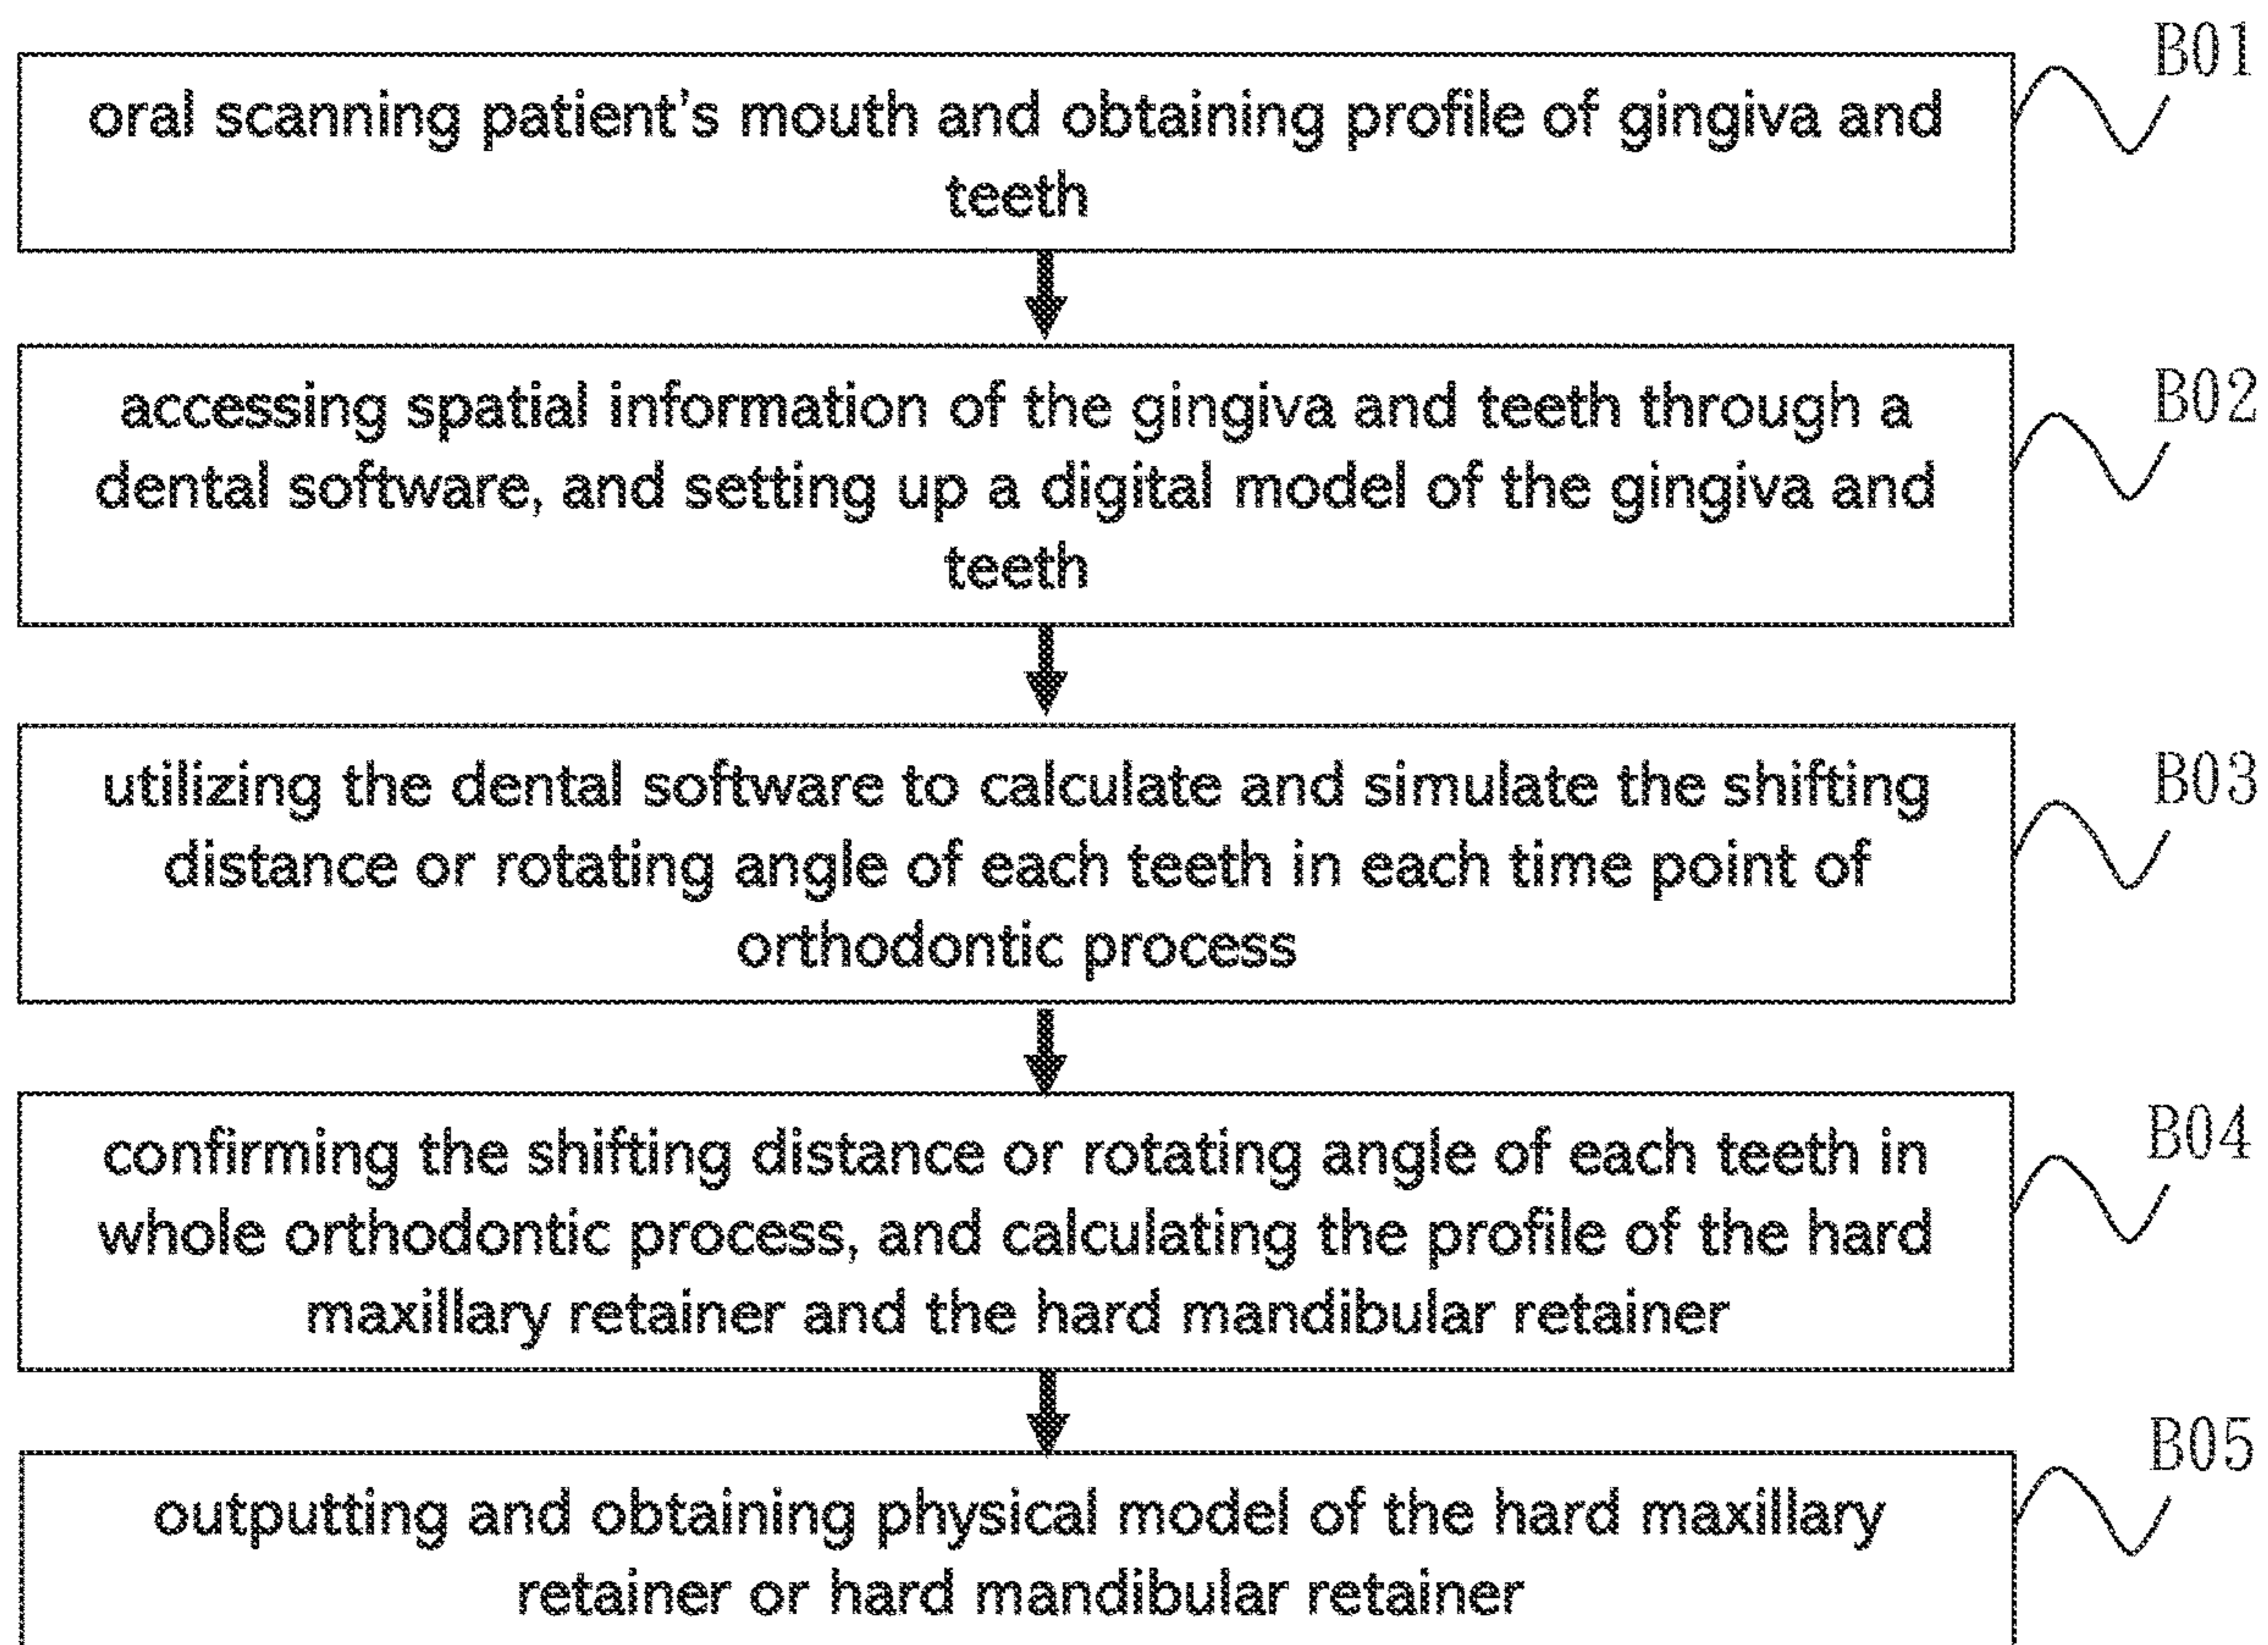 B01
oral scanning patient's mouth and obtaining profile of gingiva and
teeth
B02
accessing spatial information of the gingiva and teeth through a
dental software, and setting up a digital model of the gingiva and
teeth
B03
utilizing the dental software to calculate and simulate the shifting
distance or rotating angle of each teeth in each time point of
orthodontic process
B04
confirming the shifting distance or rotating angle of each teeth in
whole orthodontic process, and calculating the profile of the hard
maxillary retainer and the hard mandibular retainer
B05
outputting and obtaining physical model of the hard maxillary
retainer or hard mandibular retainer